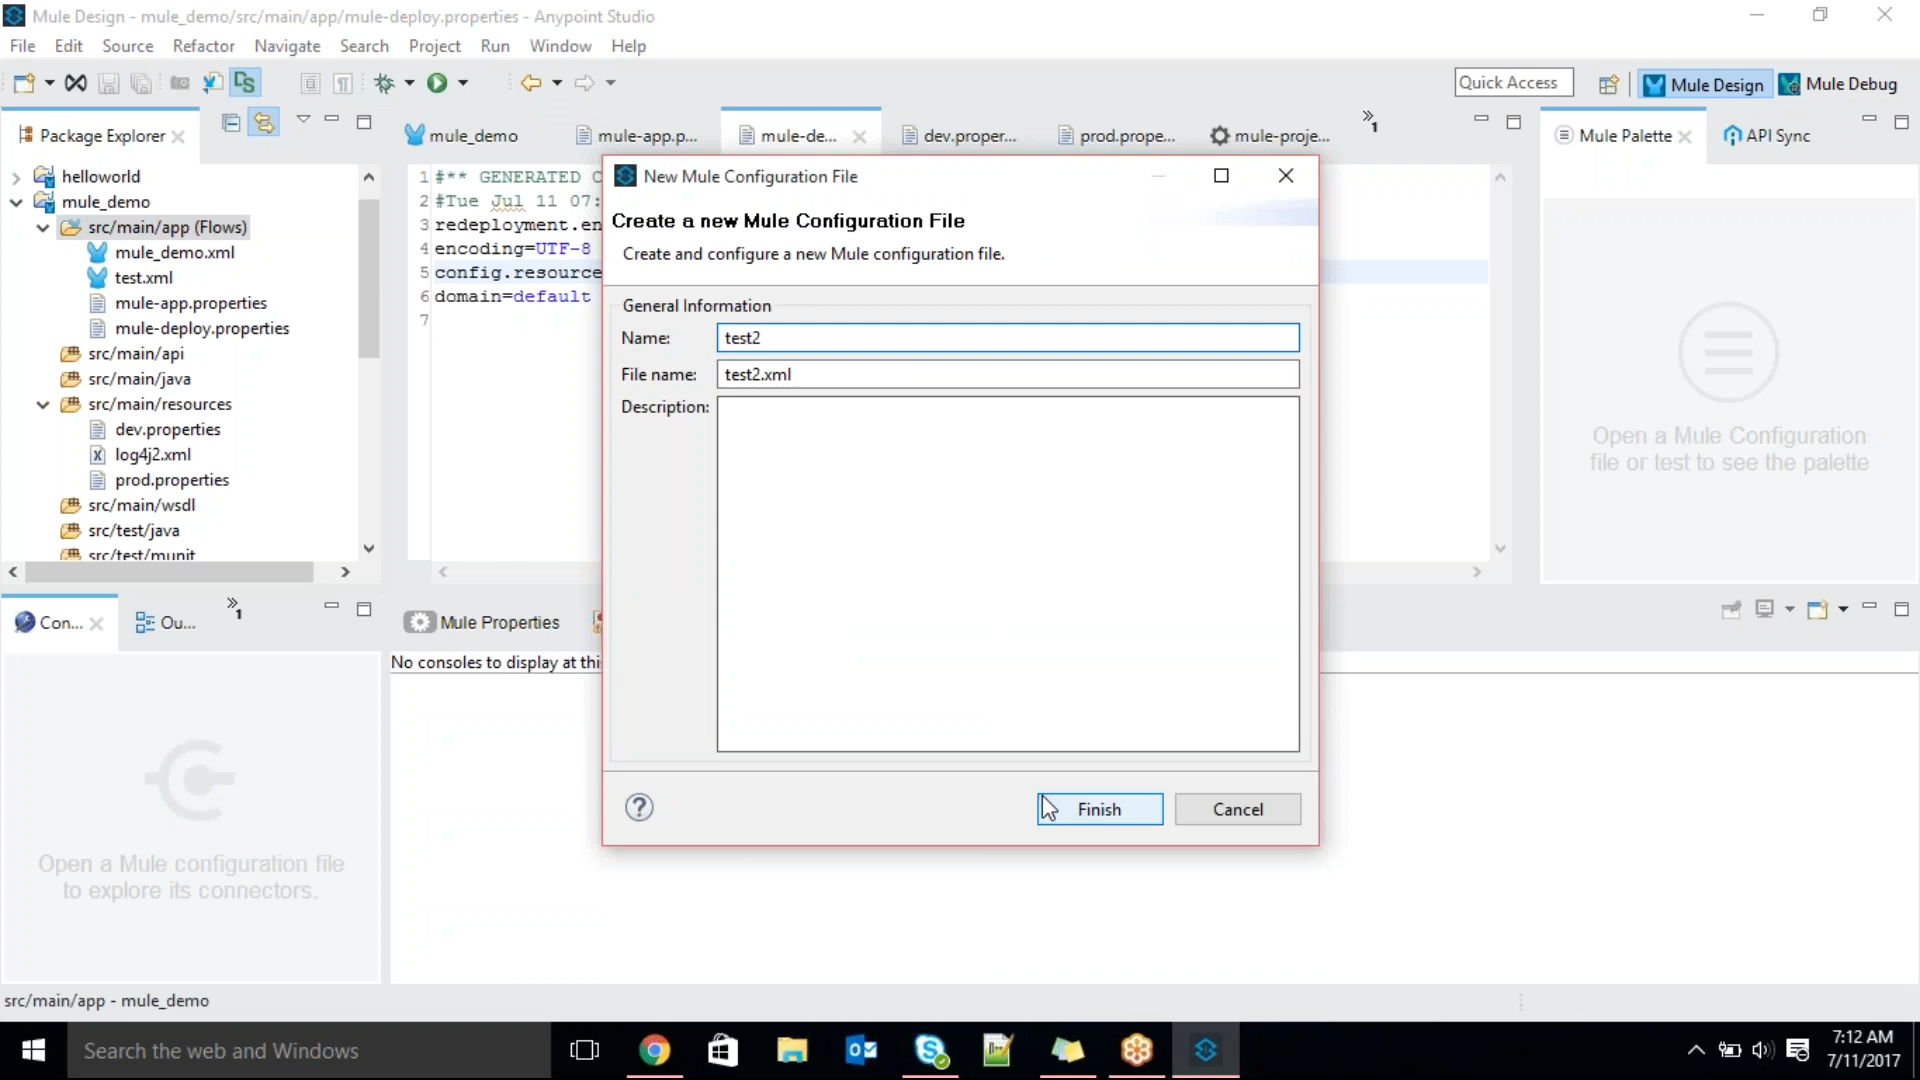 Mule Design - mule_demo/src/main/app/mule-deploy.properties - Anypoint Studio
File Edit Source Refactor Navigate Search Project Run Window Help
Quick Access
Mule Design
Mule Debug
Package Explorer
mule_demo
mule-app.p...
mule-de...
dev.proper...
prod.prope...
mule-proje...
1
Mule Palette
API Sync
helloworld
mule_demo
src/main/app (Flows)
mule_demo.xml
test.xml
mule-app.properties
mule-deploy.properties
src/main/api
src/main/java
src/main/resources
dev.properties
log4j2.xml
prod.properties
src/main/wsdl
src/test/java
src/test/munit
1 #** GENERATED C
2 #Tue Jul 11 07:
3 redeployment.en
4 encoding=UTF-8
5 config.resource
6 domain=default
7
New Mule Configuration File
Create a new Mule Configuration File
Create and configure a new Mule configuration file.
General Information
Name: test2
File name: test2.xml
Description:
Finish
Cancel
Open a Mule Configuration
file or test to see the palette
Con...
Ou...
1
Mule Properties
No consoles to display at thi
Open a Mule configuration file
to explore its connectors.
src/main/app - mule_demo
Search the web and Windows
7:12 AM
7/11/2017